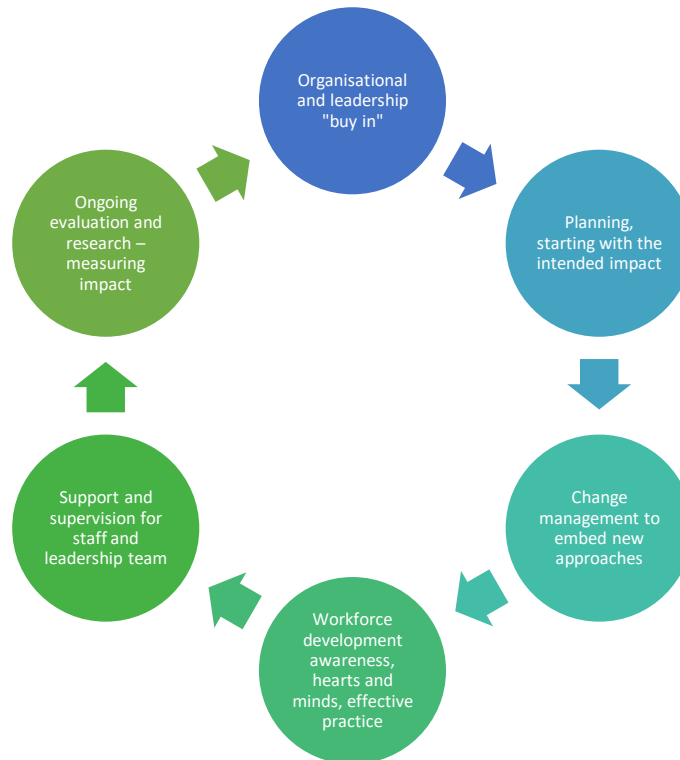 Organisational
and leadership
"buy in"
Planning,
starting with the
intended impact
Change
management to
embed new
approaches
Workforce
development
awareness,
hearts and
minds, effective
practice
Support and
supervision for
staff and
leadership team
Ongoing
evaluation and
research –
measuring
impact